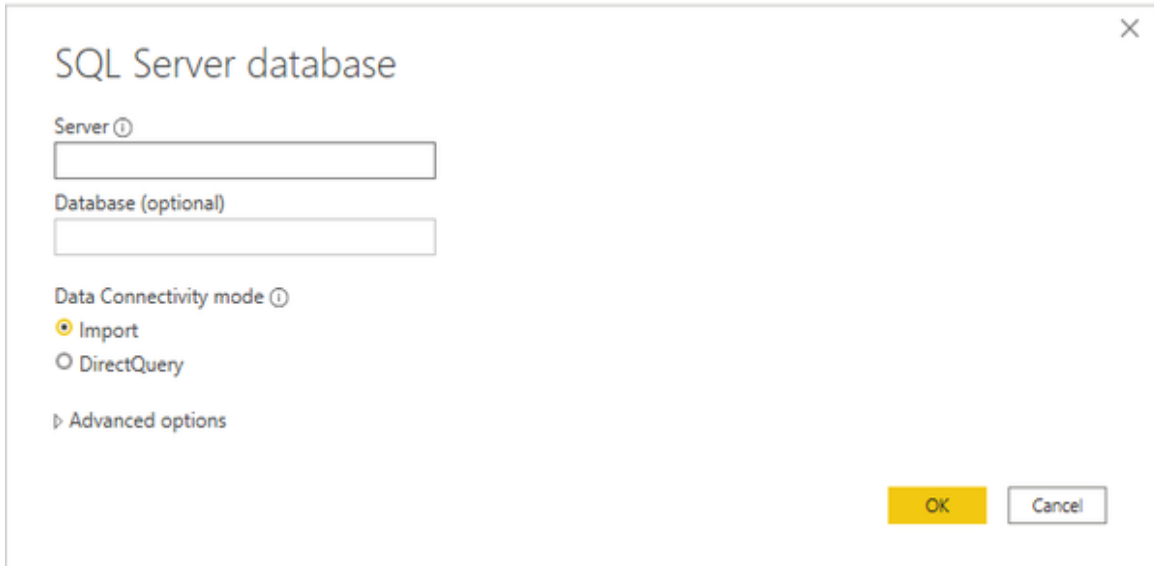 SQL Server database
Server
Database (optional)
Data Connectivity mode
Import
DirectQuery
Advanced options
OK Cancel